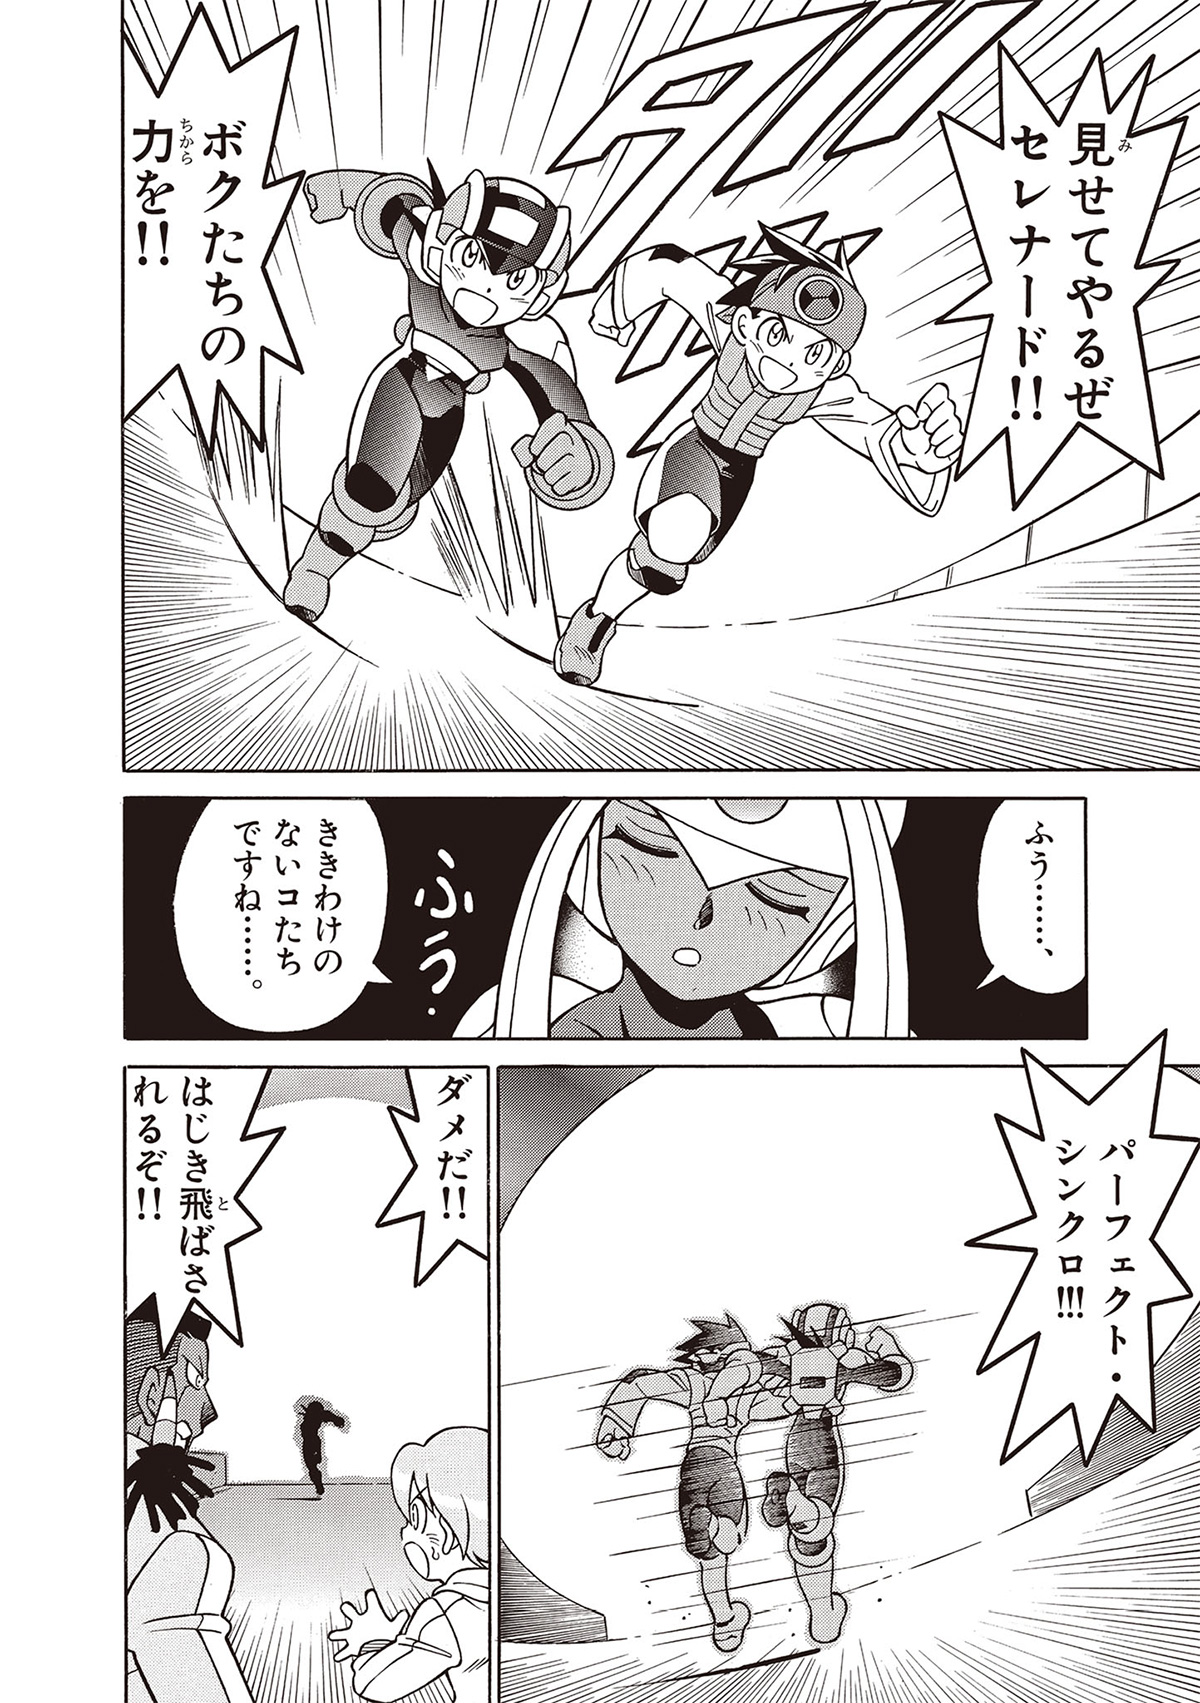 見せてやるぜ
セレナード!!
ボクたちの
力を!!
ダッ
ふう……、
ふう・
ききわけの
ないコたち
ですね……。
パーフェクト・
シンクロ!!!
ダメだ!!
はじき飛ばさ
れるぞ!!